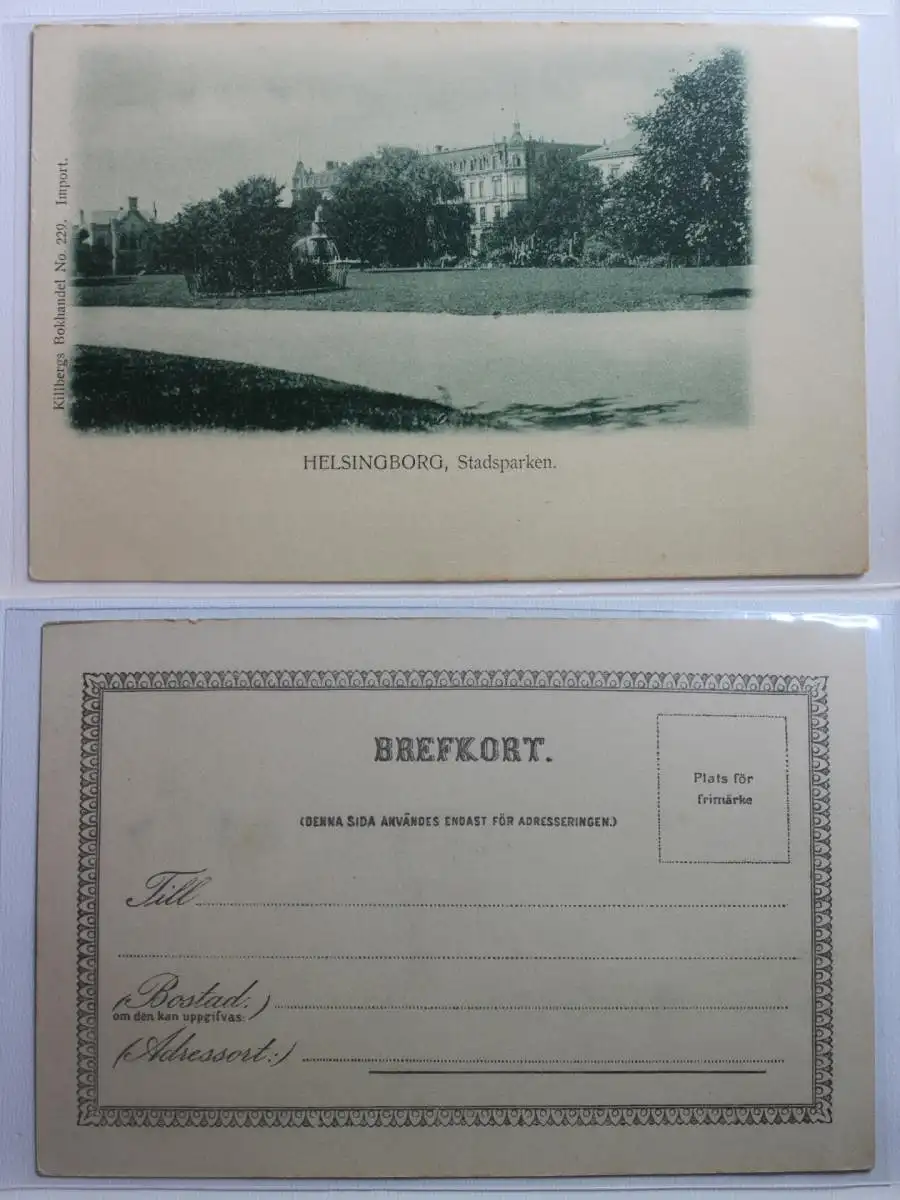 Killbergs Bokhandel No. 229. Import.
HELSINGBORG, Stadsparken.
BREFKORT.
Plats för
frimärke
(DENNA SIDA ANVÄNDES ENDAST FÖR ADRESSERINGEN.)
Till
(Bostad.)
om den kan uppgifvas:
(Adressort:)